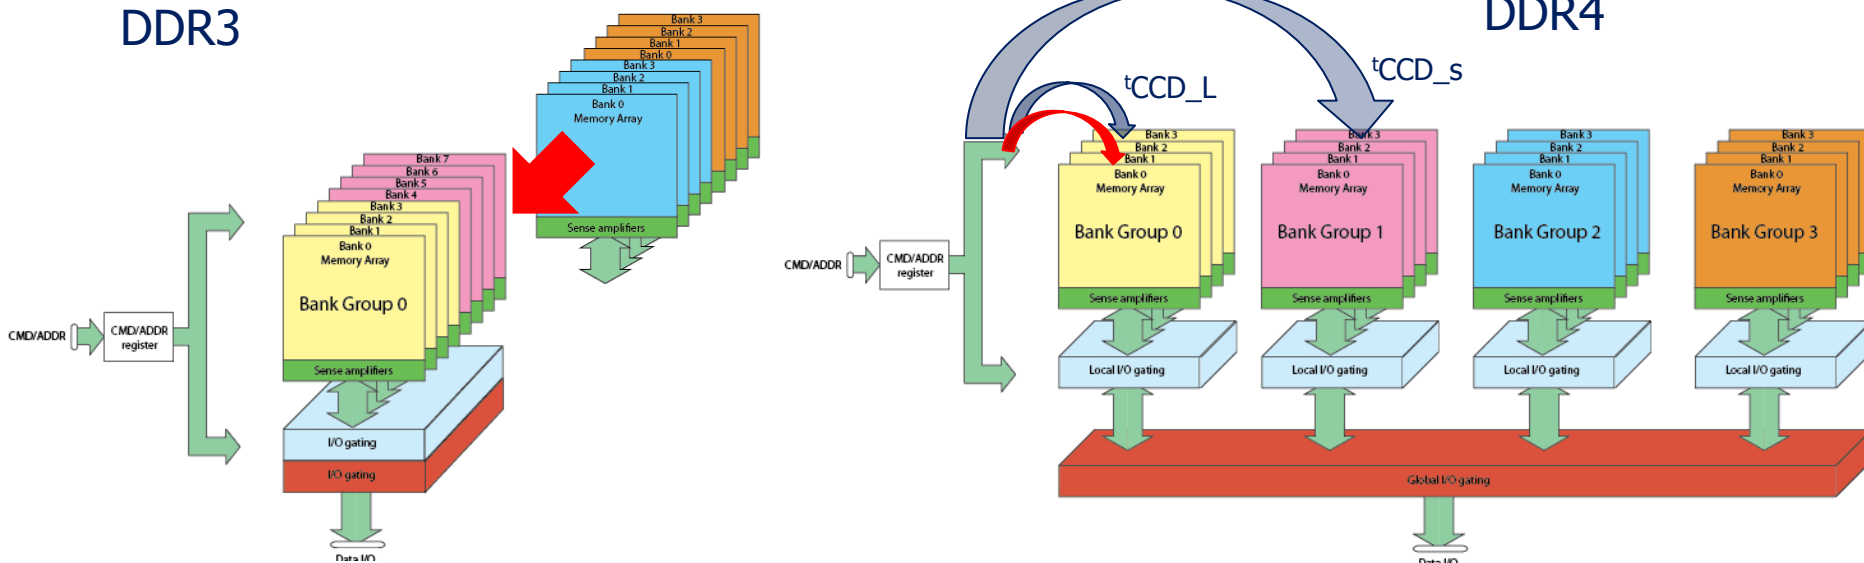 DDR3
Bank 3
Bank 2
Bank 1
Bank 0
Bank 3
Bank 2
Bank 1
Bank 0
Memory Array
Sense amplifiers
Bank 7
Bank 6
Bank 5
Bank 4
Bank 3
Bank 2
Bank 1
Bank 0
Memory Array
Bank Group 0
Sense amplifiers
CMD/ADDR
CMD/ADDR
register
I/O gating
I/O gating
Data I/O
DDR4
tCCD_L
tCCD_s
CMD/ADDR
CMD/ADDR
register
Bank 3
Bank 2
Bank 1
Bank 0
Memory Array
Bank Group 0
Sense amplifiers
Local I/O gating
Bank 3
Bank 2
Bank 1
Bank 0
Memory Array
Bank Group 1
Sense amplifiers
Local I/O gating
Bank 3
Bank 2
Bank 1
Bank 0
Memory Array
Bank Group 2
Sense amplifiers
Local I/O gating
Bank 3
Bank 2
Bank 1
Bank 0
Memory Array
Bank Group 3
Sense amplifiers
Local I/O gating
Global I/O gating
Data I/O